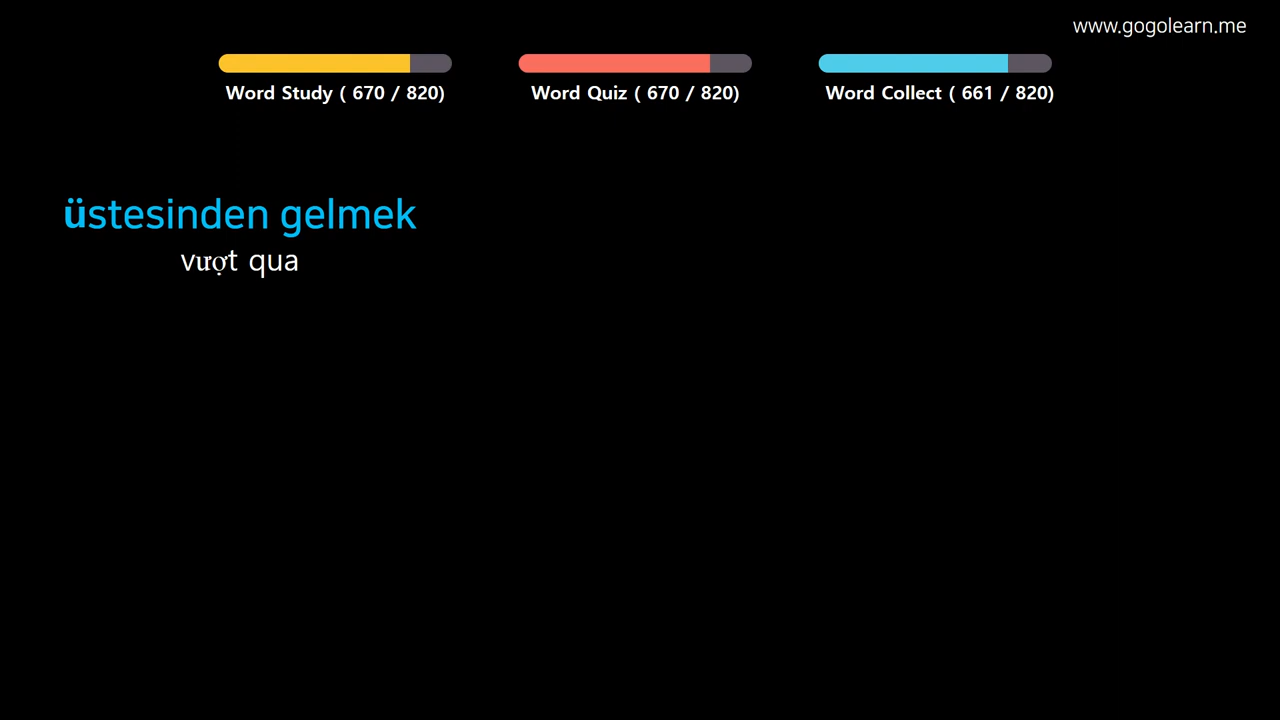 www.gogolearn.me
Word Study ( 670 / 820)
Word Quiz ( 670 / 820)
Word Collect ( 661 / 820)
üstesinden gelmek
vượt qua